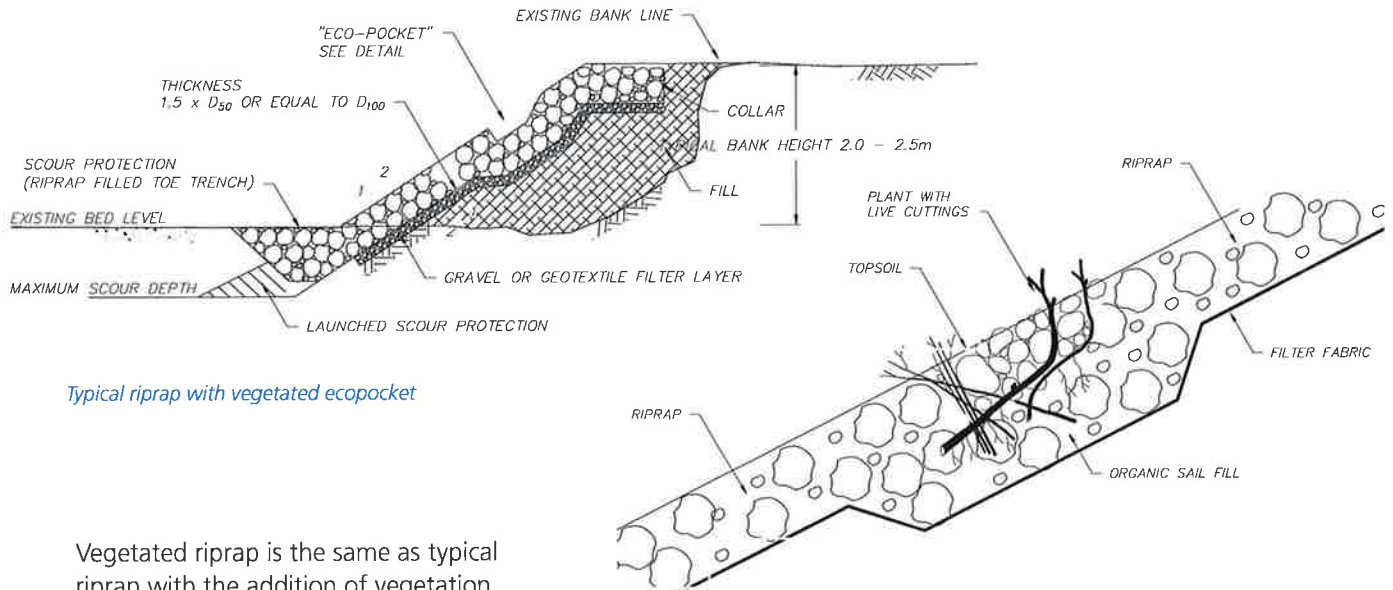 EXISTING BANK LINE
"ECO-POCKET"
SEE DETAIL
THICKNESS
1.5 x D50 OR EQUAL TO D100
COLLAR
BANK HEIGHT 2.0 - 2.5m
SCOUR PROTECTION
(RIPRAP FILLED TOE TRENCH)
2
1
FILL
EXISTING BED LEVEL
1
2
GRAVEL OR GEOTEXTILE FILTER LAYER
MAXIMUM SCOUR DEPTH
LAUNCHED SCOUR PROTECTION
Typical riprap with vegetated ecopocket
RIPRAP
PLANT WITH
LIVE CUTTINGS
TOPSOIL
FILTER FABRIC
RIPRAP
ORGANIC SAIL FILL
Vegetated riprap is the same as typical
riprap with the addition of vegetation